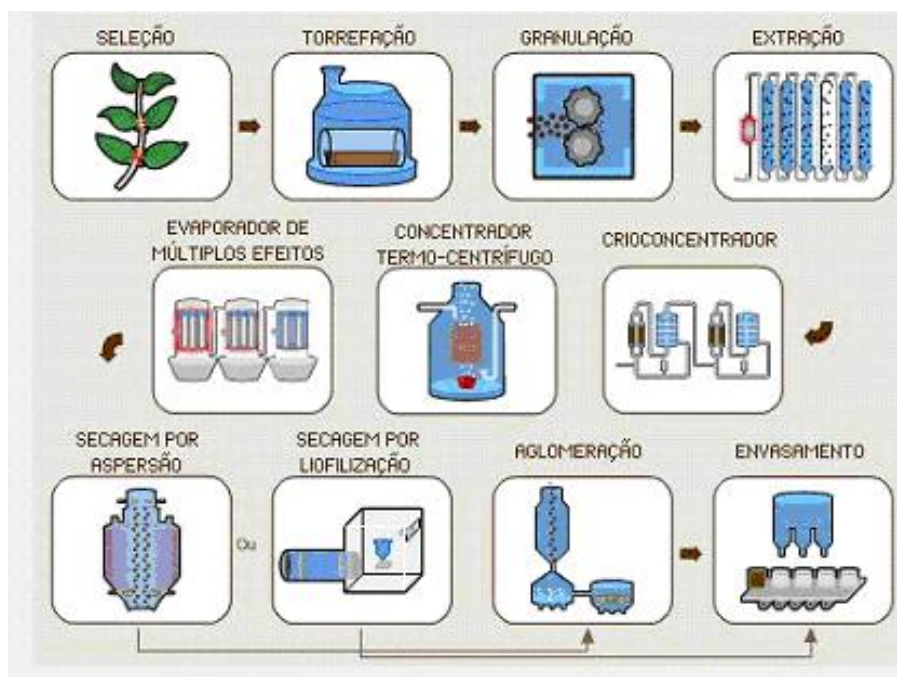 SELEÇÃO
TORREFAÇÃO
GRANULAÇÃO
EXTRAÇÃO
EVAPORADOR DE
MÚLTIPLOS EFEITOS
CONCENTRADOR
TERMO-CENTRÍFUGO
CRIOCONCENTRADOR
SECAGEM POR
ASPERSÃO
Ou
SECAGEM POR
LIOFILIZAÇÃO
AGLOMERAÇÃO
ENVASAMENTO